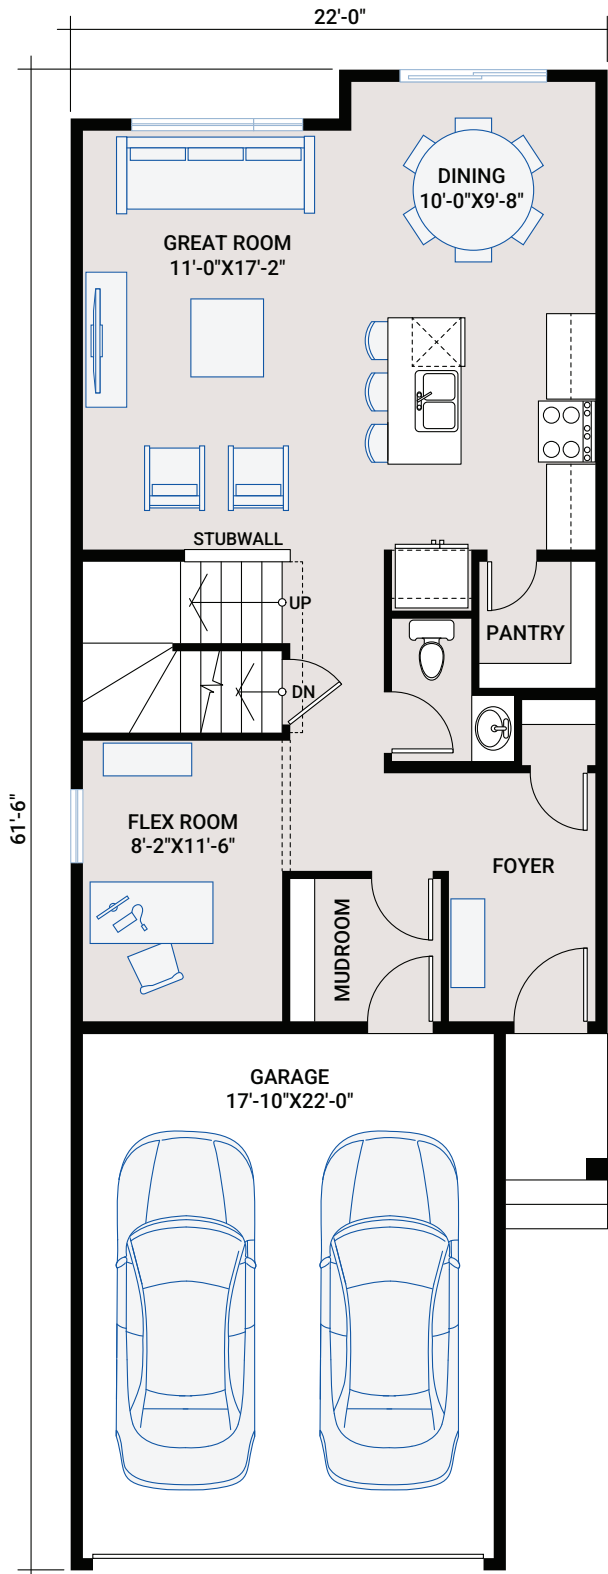 22'-0"
DINING
10'-0"X9'-8"
GREAT ROOM
11'-0"X17'-2"
STUBWALL
UP
PANTRY
DN
61'-6"
FLEX ROOM
8'-2"X11'-6"
FOYER
MUDROOM
GARAGE
17'-10"X22'-0"